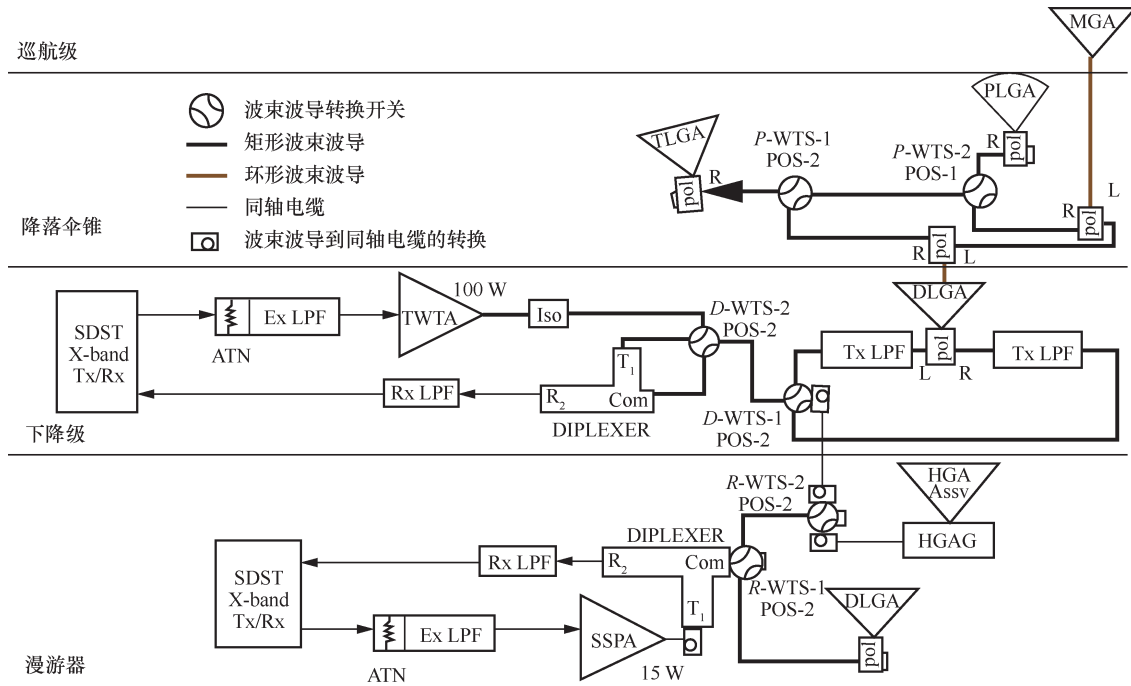 MGA
巡航级
PLGA
波束波导转换开关
TLGA
P-WTS-1
POS-2
P-WTS-2
POS-1
矩形波束波导
R
pol
环形波束波导
R
pol
L
同轴电缆
降落伞锥
R
pol
波束波导到同轴电缆的转换
pol
R
L
DLGA
100 W
SDST
X-band
Tx/Rx
Ex LPF
ATN
TWTA
Iso
D-WTS-2
POS-2
Tx LPF
pol
Tx LPF
L
R
T1
Rx LPF
R2
Com
DIPLEXER
D-WTS-1
POS-2
下降级
R-WTS-2
POS-2
HGA
Assv
DIPLEXER
HGAG
SDST
X-band
Tx/Rx
Rx LPF
R2
Com
R-WTS-1
POS-2
T1
DLGA
Ex LPF
ATN
SSPA
15 W
pol
漫游器